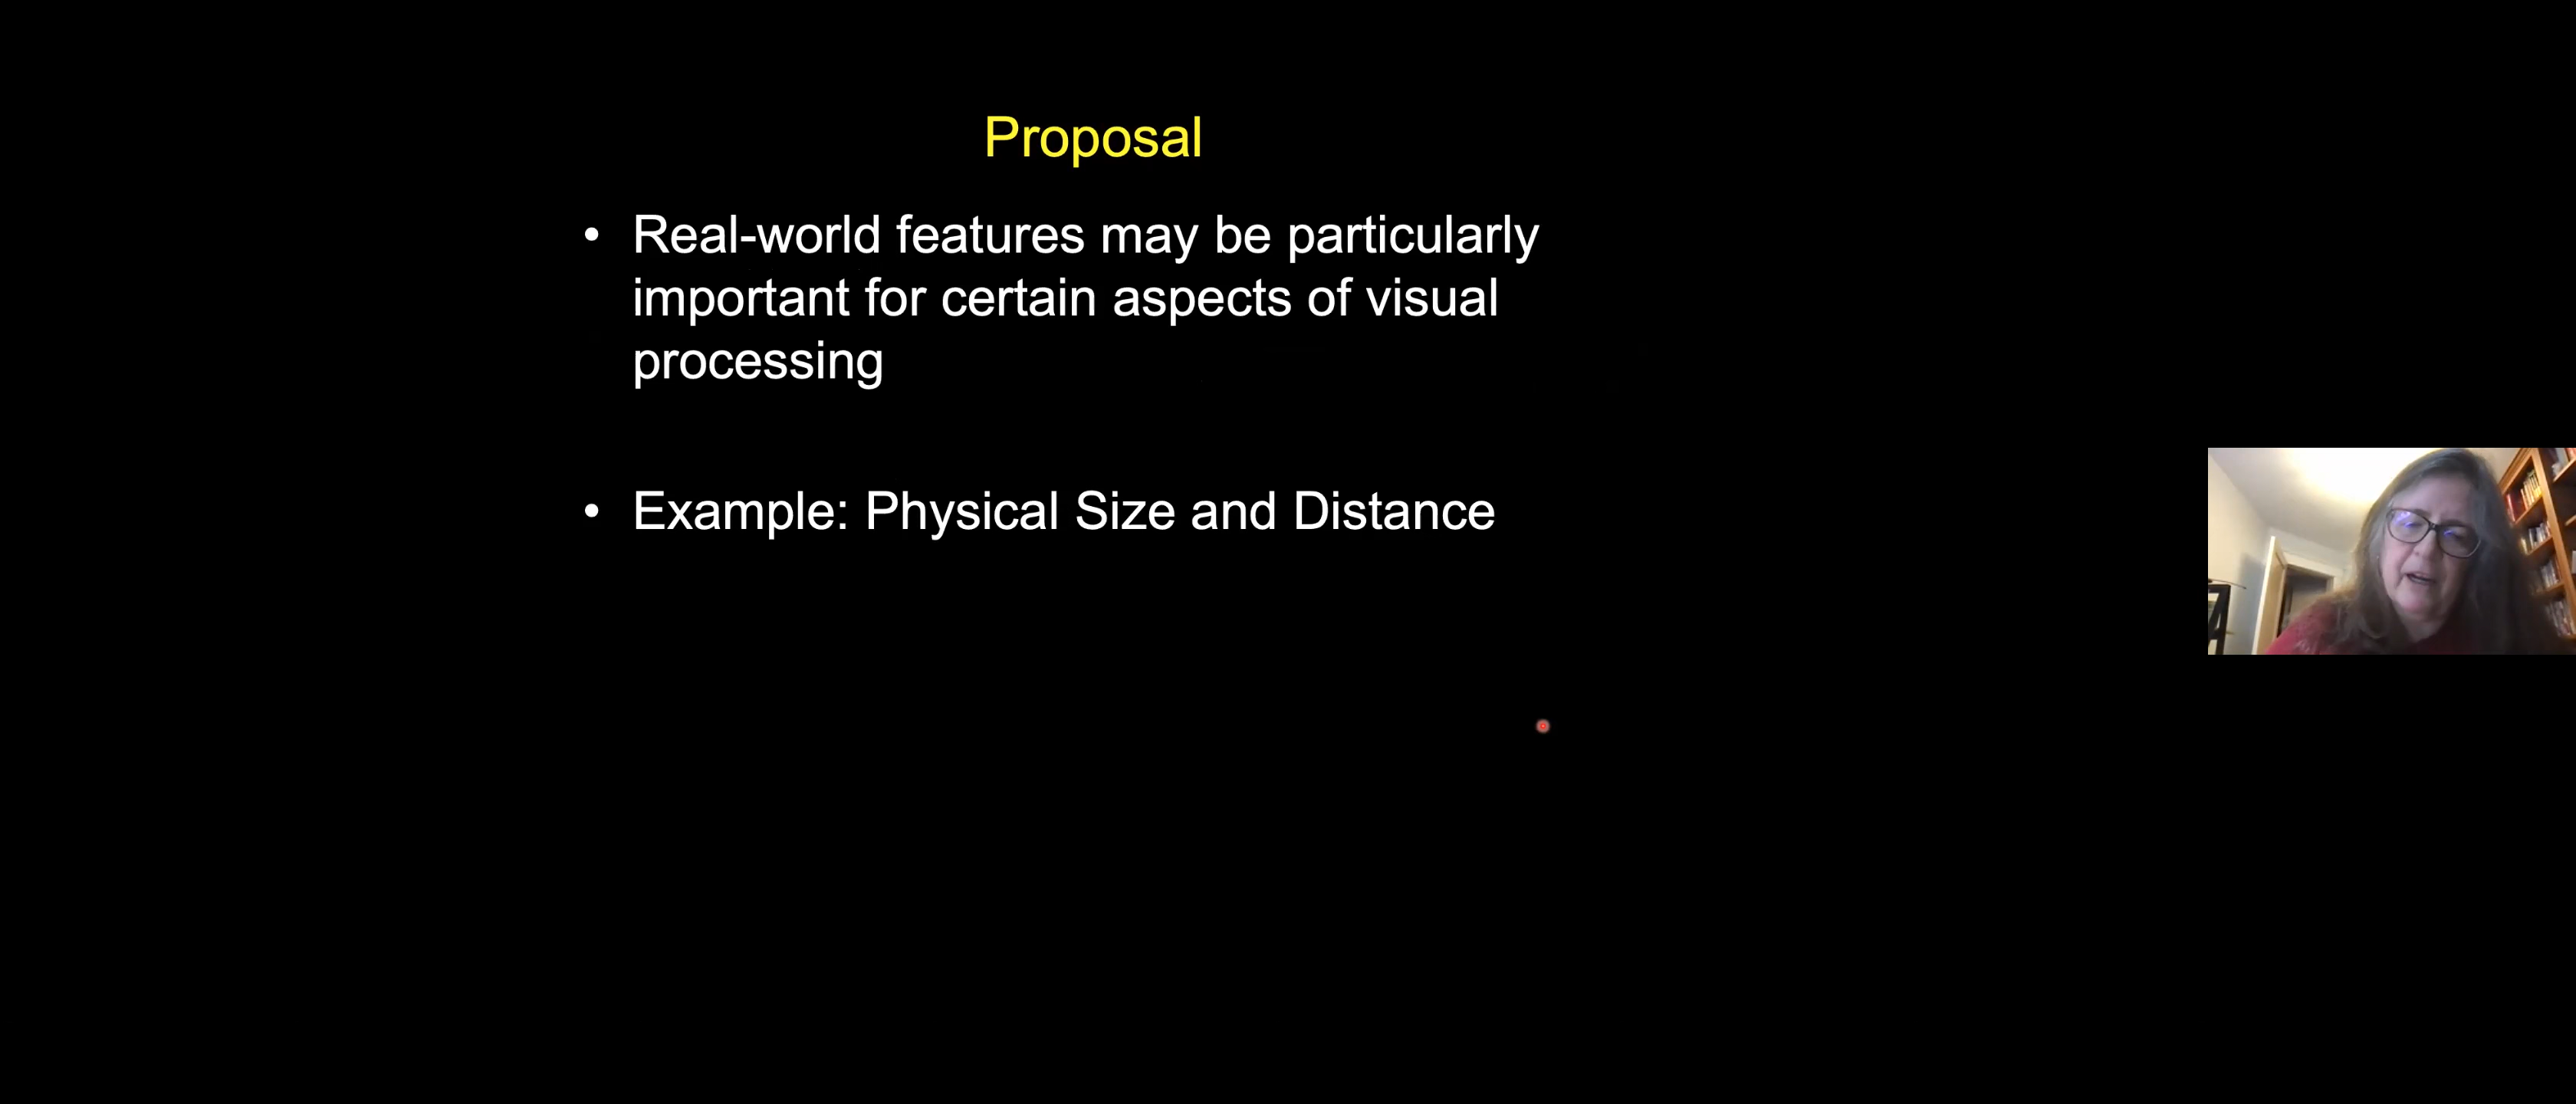 Proposal
• Real-world features may be particularly
important for certain aspects of visual
processing
• Example: Physical Size and Distance